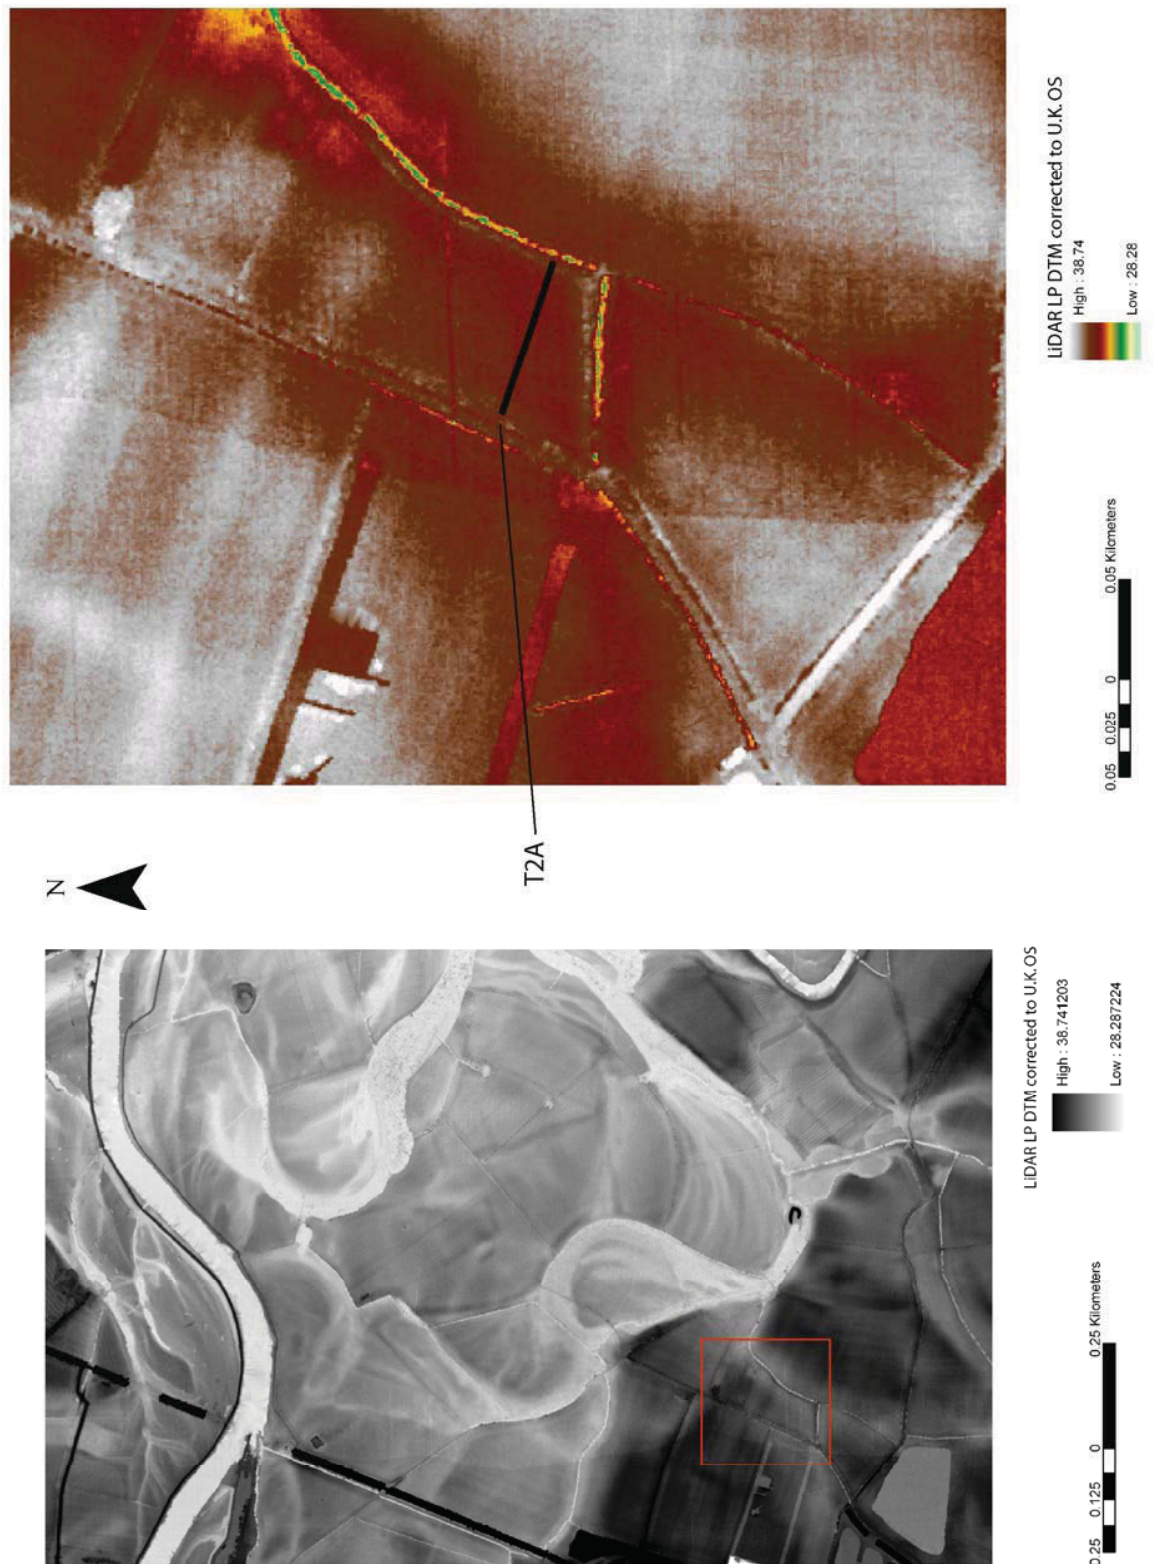 LiDAR LP DTM corrected to U.K.OS
High : 38.74
Low : 28.28
0.05 0.025 0 0.05 Kilometers
T2A
N
LiDAR LP DTM corrected to U.K.OS
High : 38.741203
Low : 28.287224
0.25 0.125 0 0.25 Kilometers